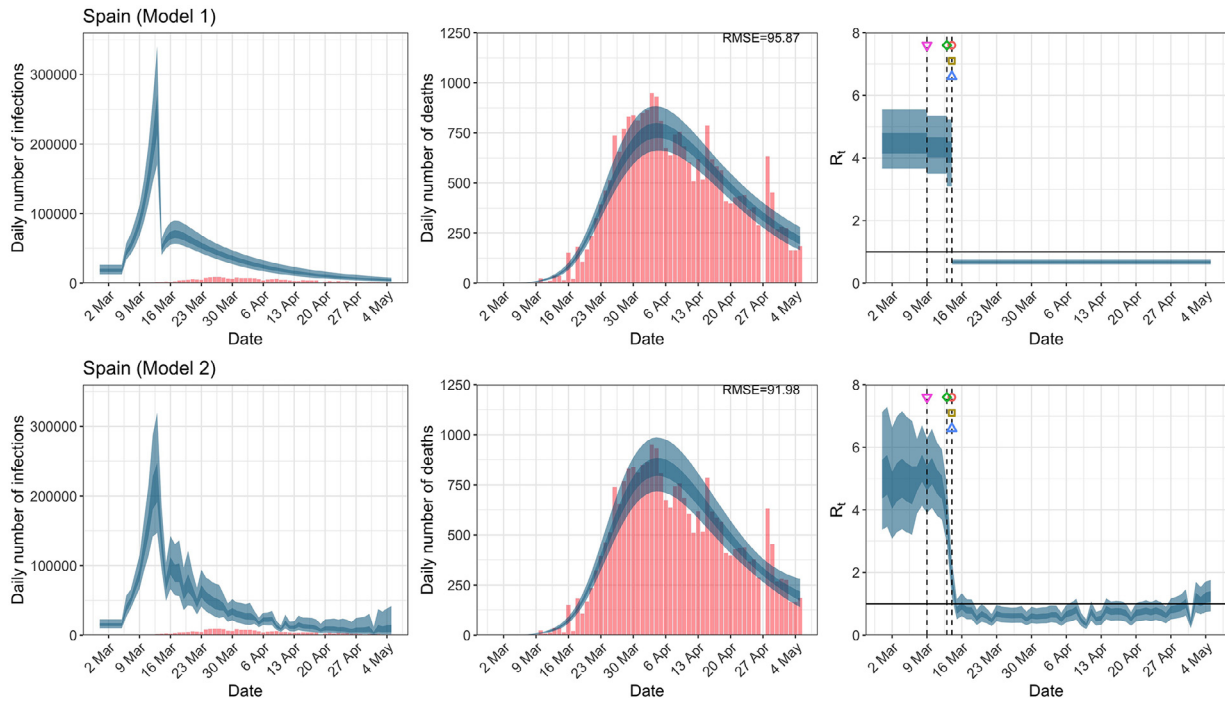 Spain (Model 1)
Daily number of infections
300000
200000
100000
0
2 Mar
9 Mar
16 Mar
23 Mar
30 Mar
6 Apr
13 Apr
20 Apr
27 Apr
4 May
Date
Daily number of deaths
RMSE=95.87
1250
1000
750
500
250
0
2 Mar
9 Mar
16 Mar
23 Mar
30 Mar
6 Apr
13 Apr
20 Apr
27 Apr
4 May
Date
Rt
8
6
4
2
0
2 Mar
9 Mar
16 Mar
23 Mar
30 Mar
6 Apr
13 Apr
20 Apr
27 Apr
4 May
Date
Spain (Model 2)
Daily number of infections
300000
200000
100000
0
2 Mar
9 Mar
16 Mar
23 Mar
30 Mar
6 Apr
13 Apr
20 Apr
27 Apr
4 May
Date
Daily number of deaths
RMSE=91.98
1250
1000
750
500
250
0
2 Mar
9 Mar
16 Mar
23 Mar
30 Mar
6 Apr
13 Apr
20 Apr
27 Apr
4 May
Date
Rt
8
6
4
2
0
2 Mar
9 Mar
16 Mar
23 Mar
30 Mar
6 Apr
13 Apr
20 Apr
27 Apr
4 May
Date